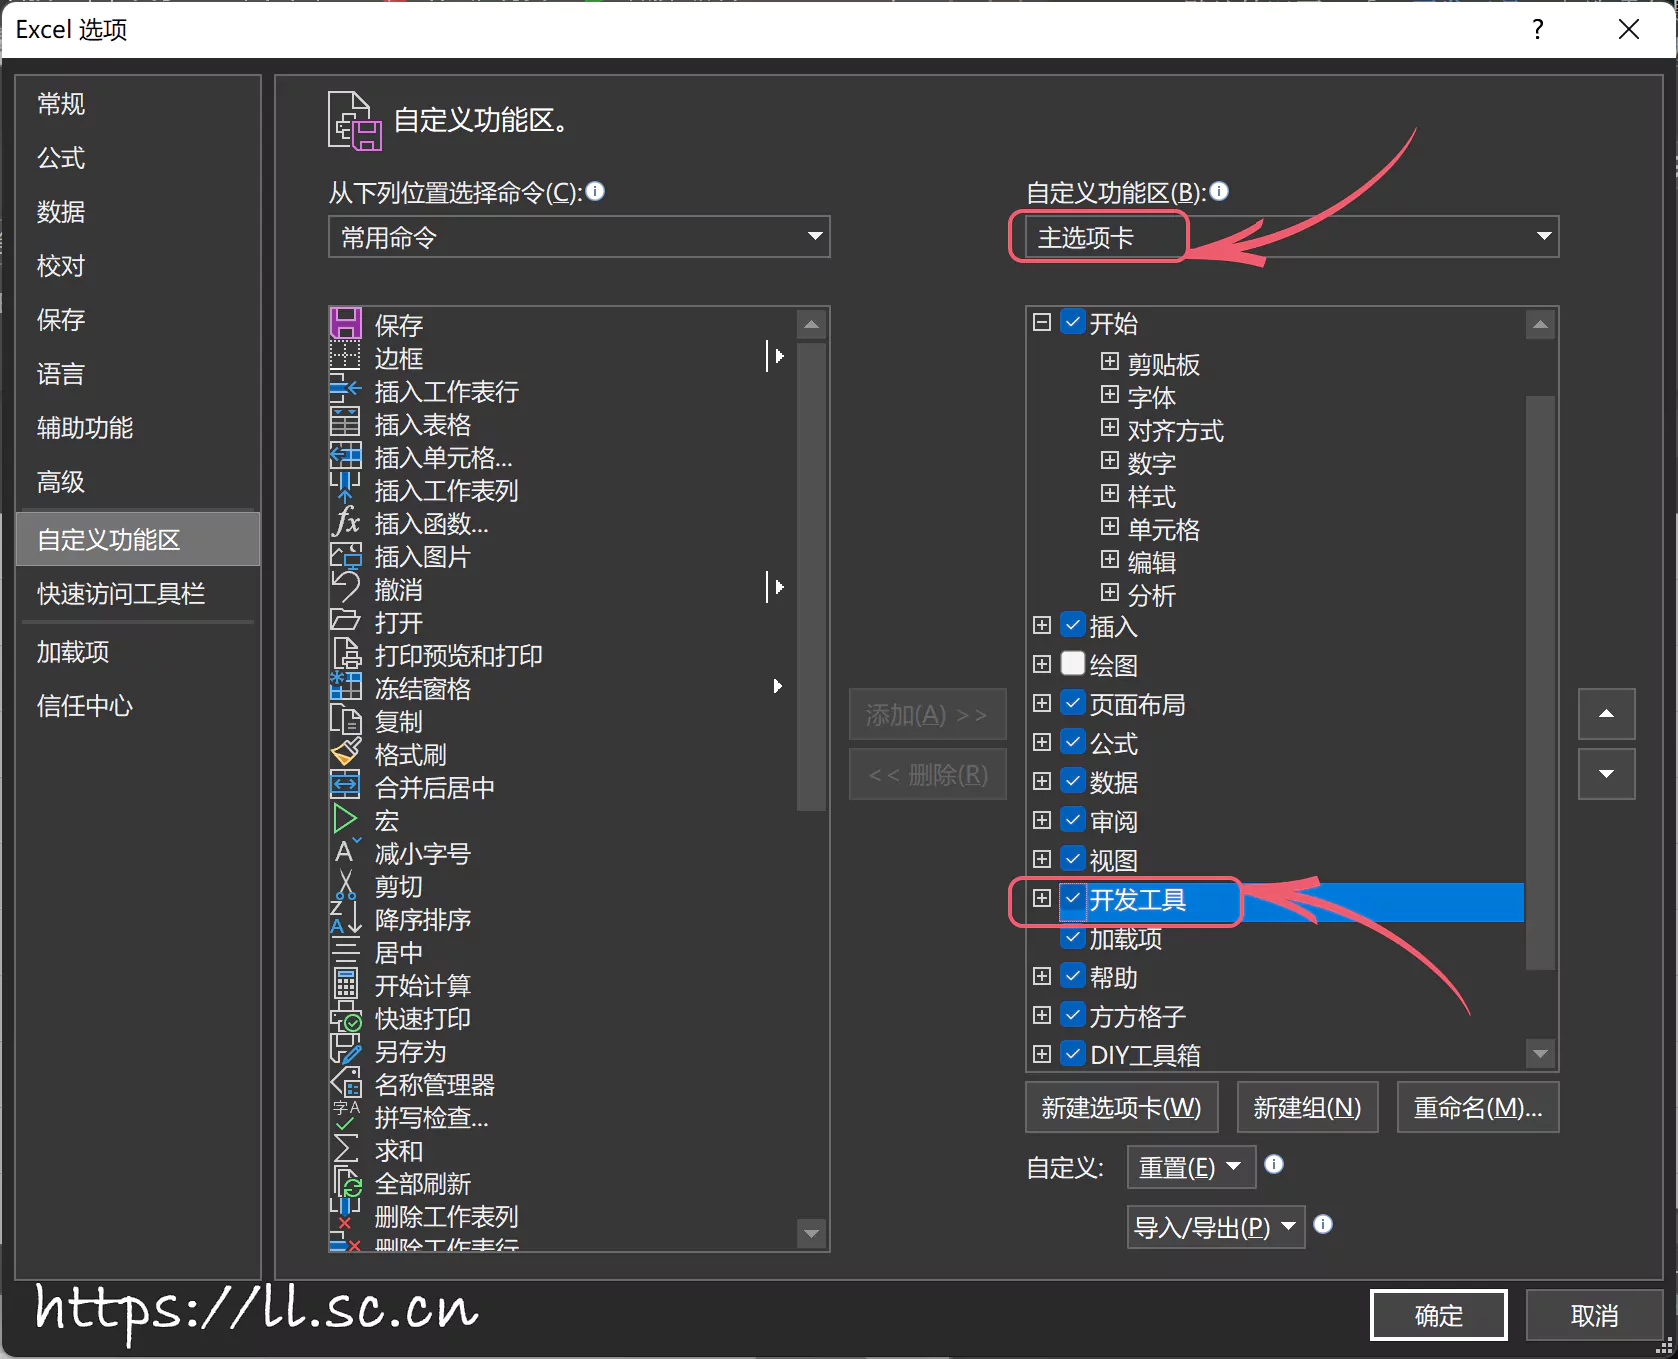 Excel 选项
?
常规
公式
数据
校对
保存
语言
辅助功能
高级
自定义功能区
快速访问工具栏
加载项
信任中心
自定义功能区。
从下列位置选择命令(C):
常用命令
保存
边框
插入工作表行
插入表格
插入单元格...
插入工作表列
fx 插入函数...
插入图片
撤消
打开
打印预览和打印
冻结窗格
复制
格式刷
合并后居中
宏
减小字号
剪切
降序排序
居中
开始计算
快速打印
另存为
名称管理器
拼写检查...
求和
全部刷新
删除工作表列
删除工作表行
添加(A) >>
<< 删除(R)
自定义功能区(B):
主选项卡
开始
剪贴板
字体
对齐方式
数字
样式
单元格
编辑
分析
插入
绘图
页面布局
公式
数据
审阅
视图
开发工具
加载项
帮助
方方格子
DIY工具箱
新建选项卡(W)
新建组(N)
重命名(M)...
自定义:
重置(E)
导入/导出(P)
https://ll.sc.cn
确定
取消